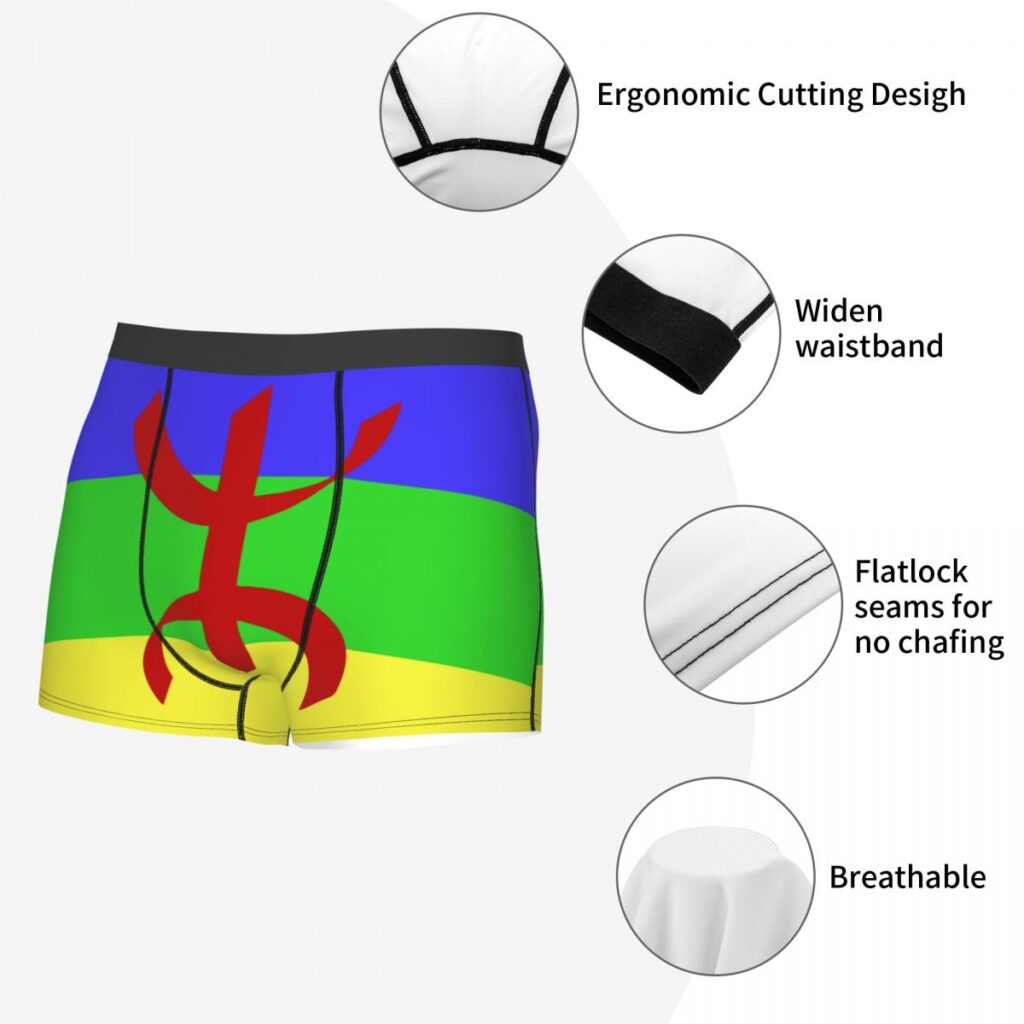 Ergonomic Cutting Desigh
Widen
waistband
Flatlock
seams for
no chafing
Breathable